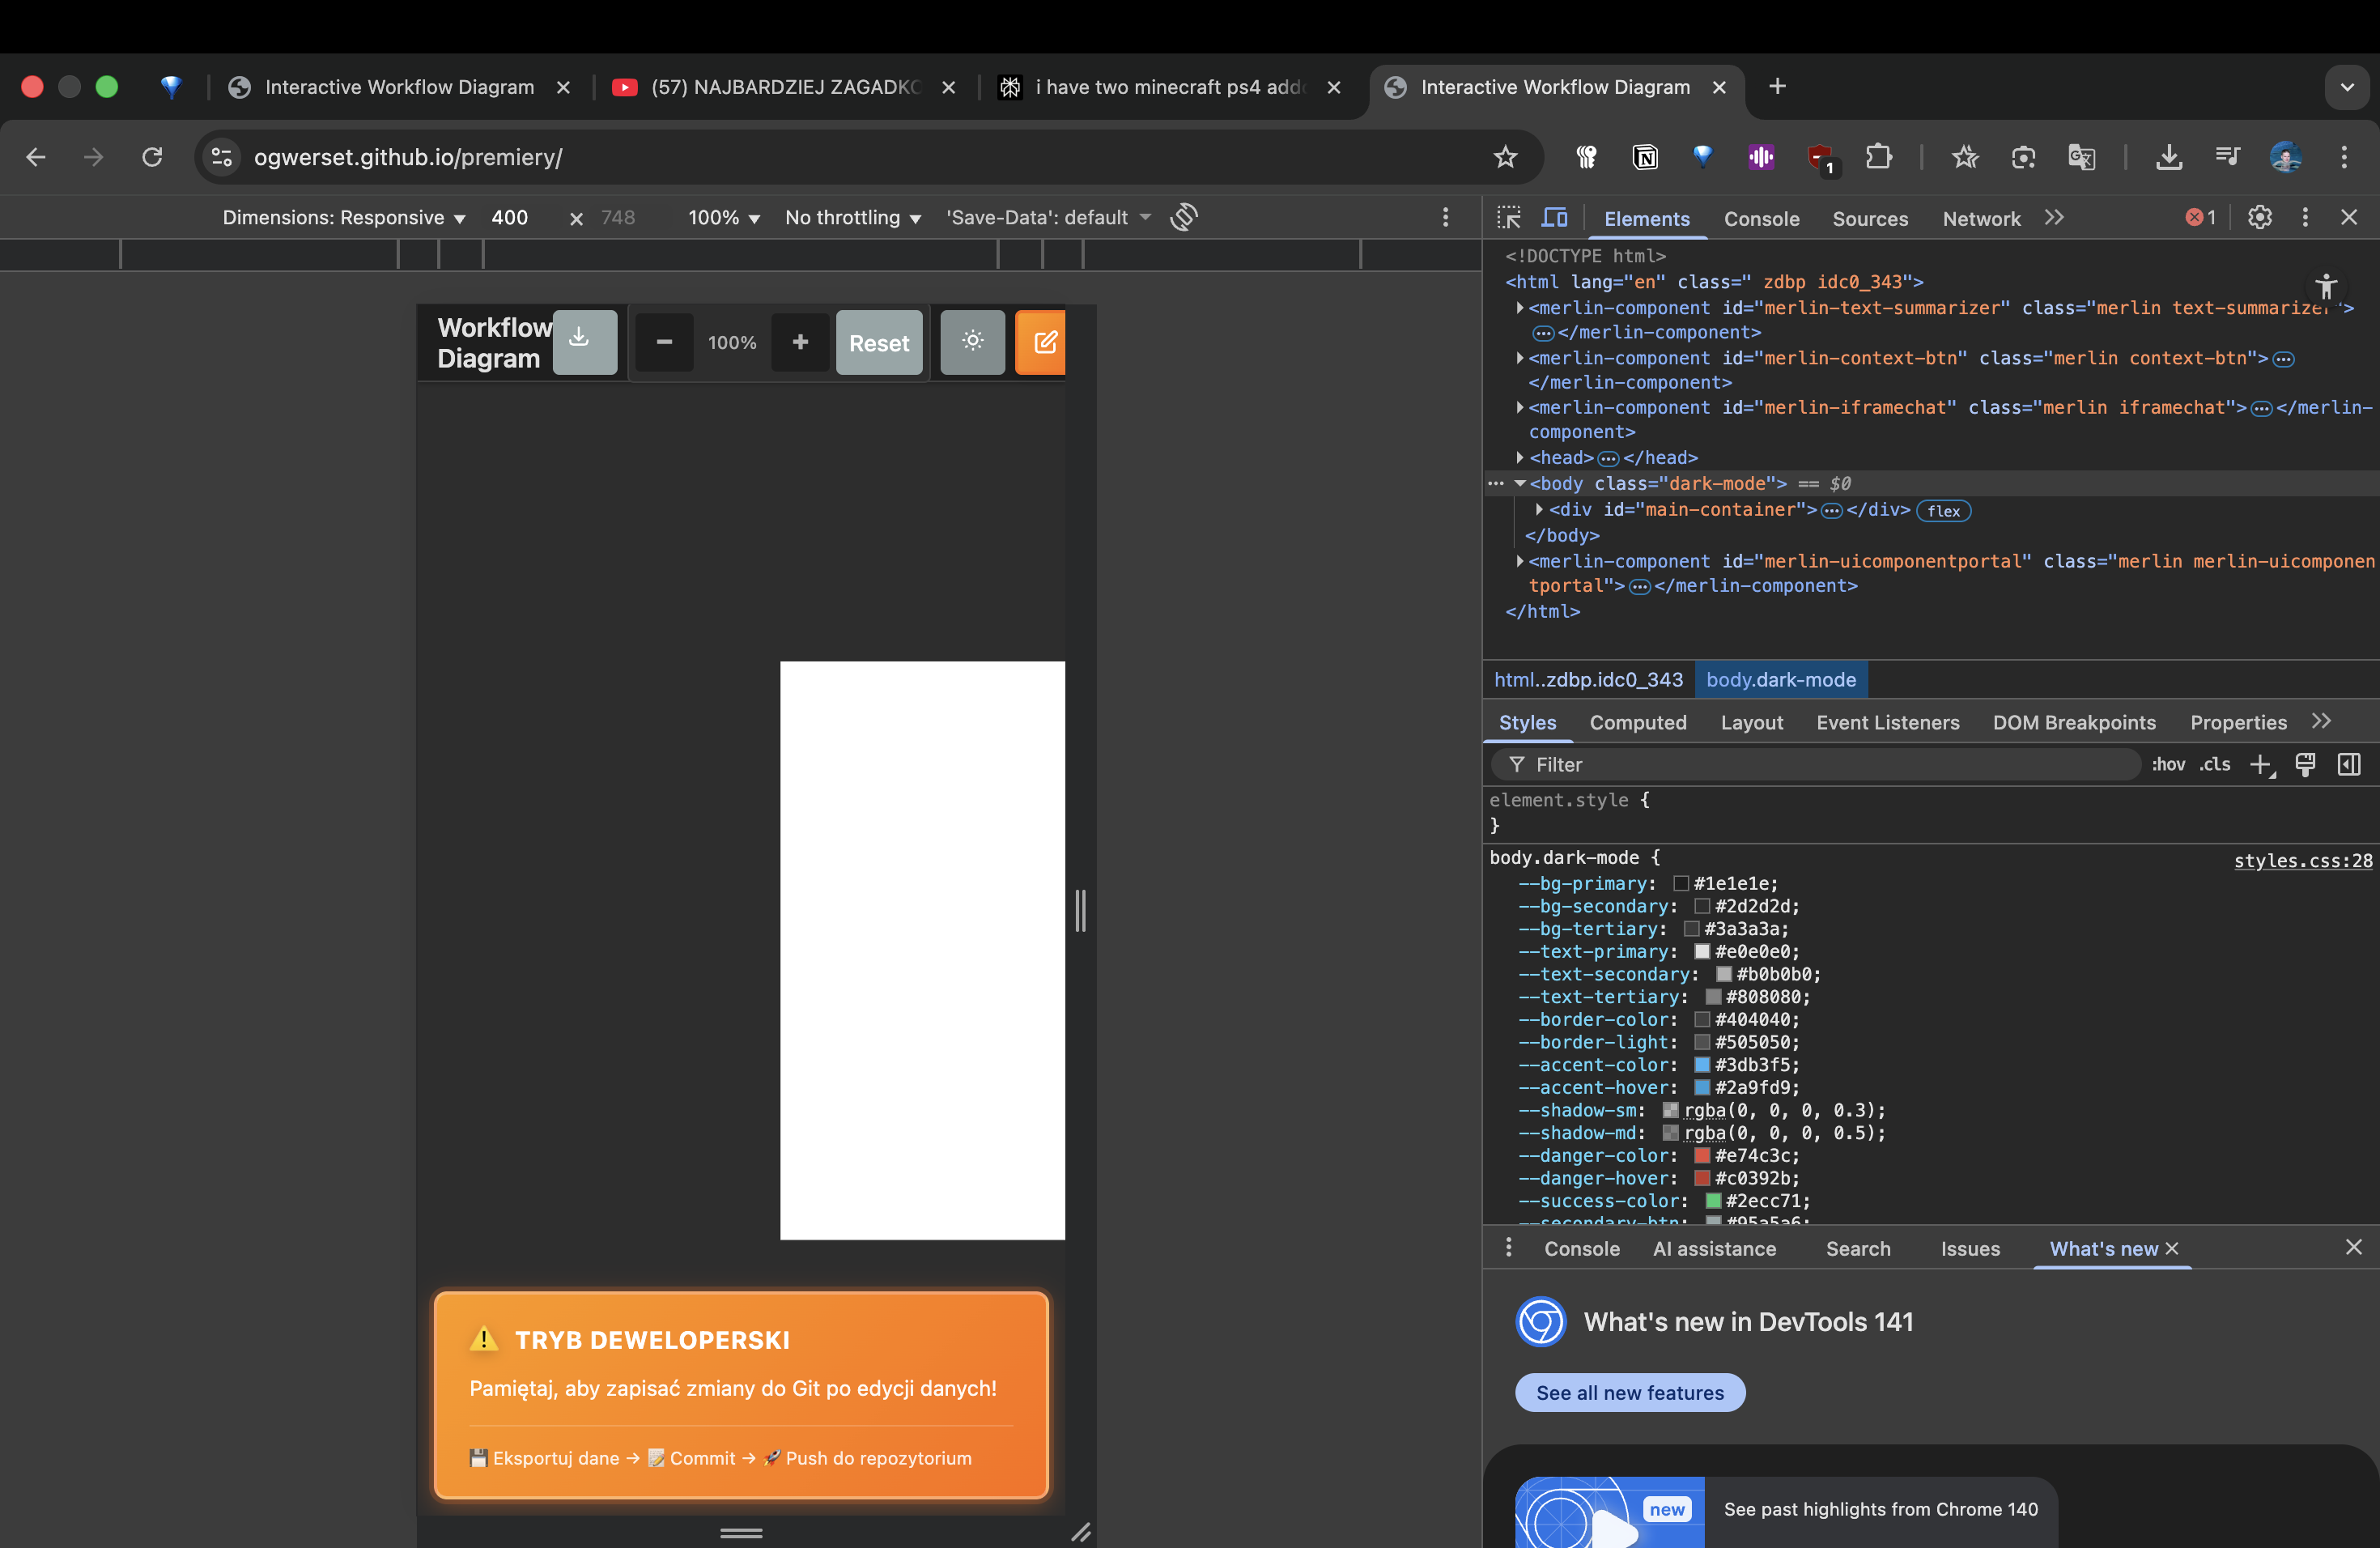 Interactive Workflow Diagram
(57) NAJBARDZIEJ ZAGADKO
i have two minecraft ps4 addo
Interactive Workflow Diagram
ogwerset.github.io/premiery/
1
Dimensions: Responsive 400 × 748 100% No throttling 'Save-Data': default
Workflow
Diagram
100%
Reset
⚠️ TRYB DEWELOPERSKI
Pamiętaj, aby zapisać zmiany do Git po edycji danych!
💾 Eksportuj dane → 📝 Commit → 🚀 Push do repozytorium
Elements Console Sources Network 1
<!DOCTYPE html>
<html lang="en" class=" zdbp idc0_343">
<merlin-component id="merlin-text-summarizer" class="merlin text-summarizer">
</merlin-component>
<merlin-component id="merlin-context-btn" class="merlin context-btn">
</merlin-component>
<merlin-component id="merlin-iframechat" class="merlin iframechat"></merlin-
component>
<head></head>
<body class="dark-mode"> == $0
<div id="main-container"></div> flex
</body>
<merlin-component id="merlin-uicomponentportal" class="merlin merlin-uicomponen
tportal"></merlin-component>
</html>
html..zdbp.idc0_343 body.dark-mode
Styles Computed Layout Event Listeners DOM Breakpoints Properties
Filter :hov .cls
element.style {
}
body.dark-mode { styles.css:28
--bg-primary: #1e1e1e;
--bg-secondary: #2d2d2d;
--bg-tertiary: #3a3a3a;
--text-primary: #e0e0e0;
--text-secondary: #b0b0b0;
--text-tertiary: #808080;
--border-color: #404040;
--border-light: #505050;
--accent-color: #3db3f5;
--accent-hover: #2a9fd9;
--shadow-sm: rgba(0, 0, 0, 0.3);
--shadow-md: rgba(0, 0, 0, 0.5);
--danger-color: #e74c3c;
--danger-hover: #c0392b;
--success-color: #2ecc71;
--secondary-btn: #95a5a6;
Console AI assistance Search Issues What's new
What's new in DevTools 141
See all new features
new
See past highlights from Chrome 140